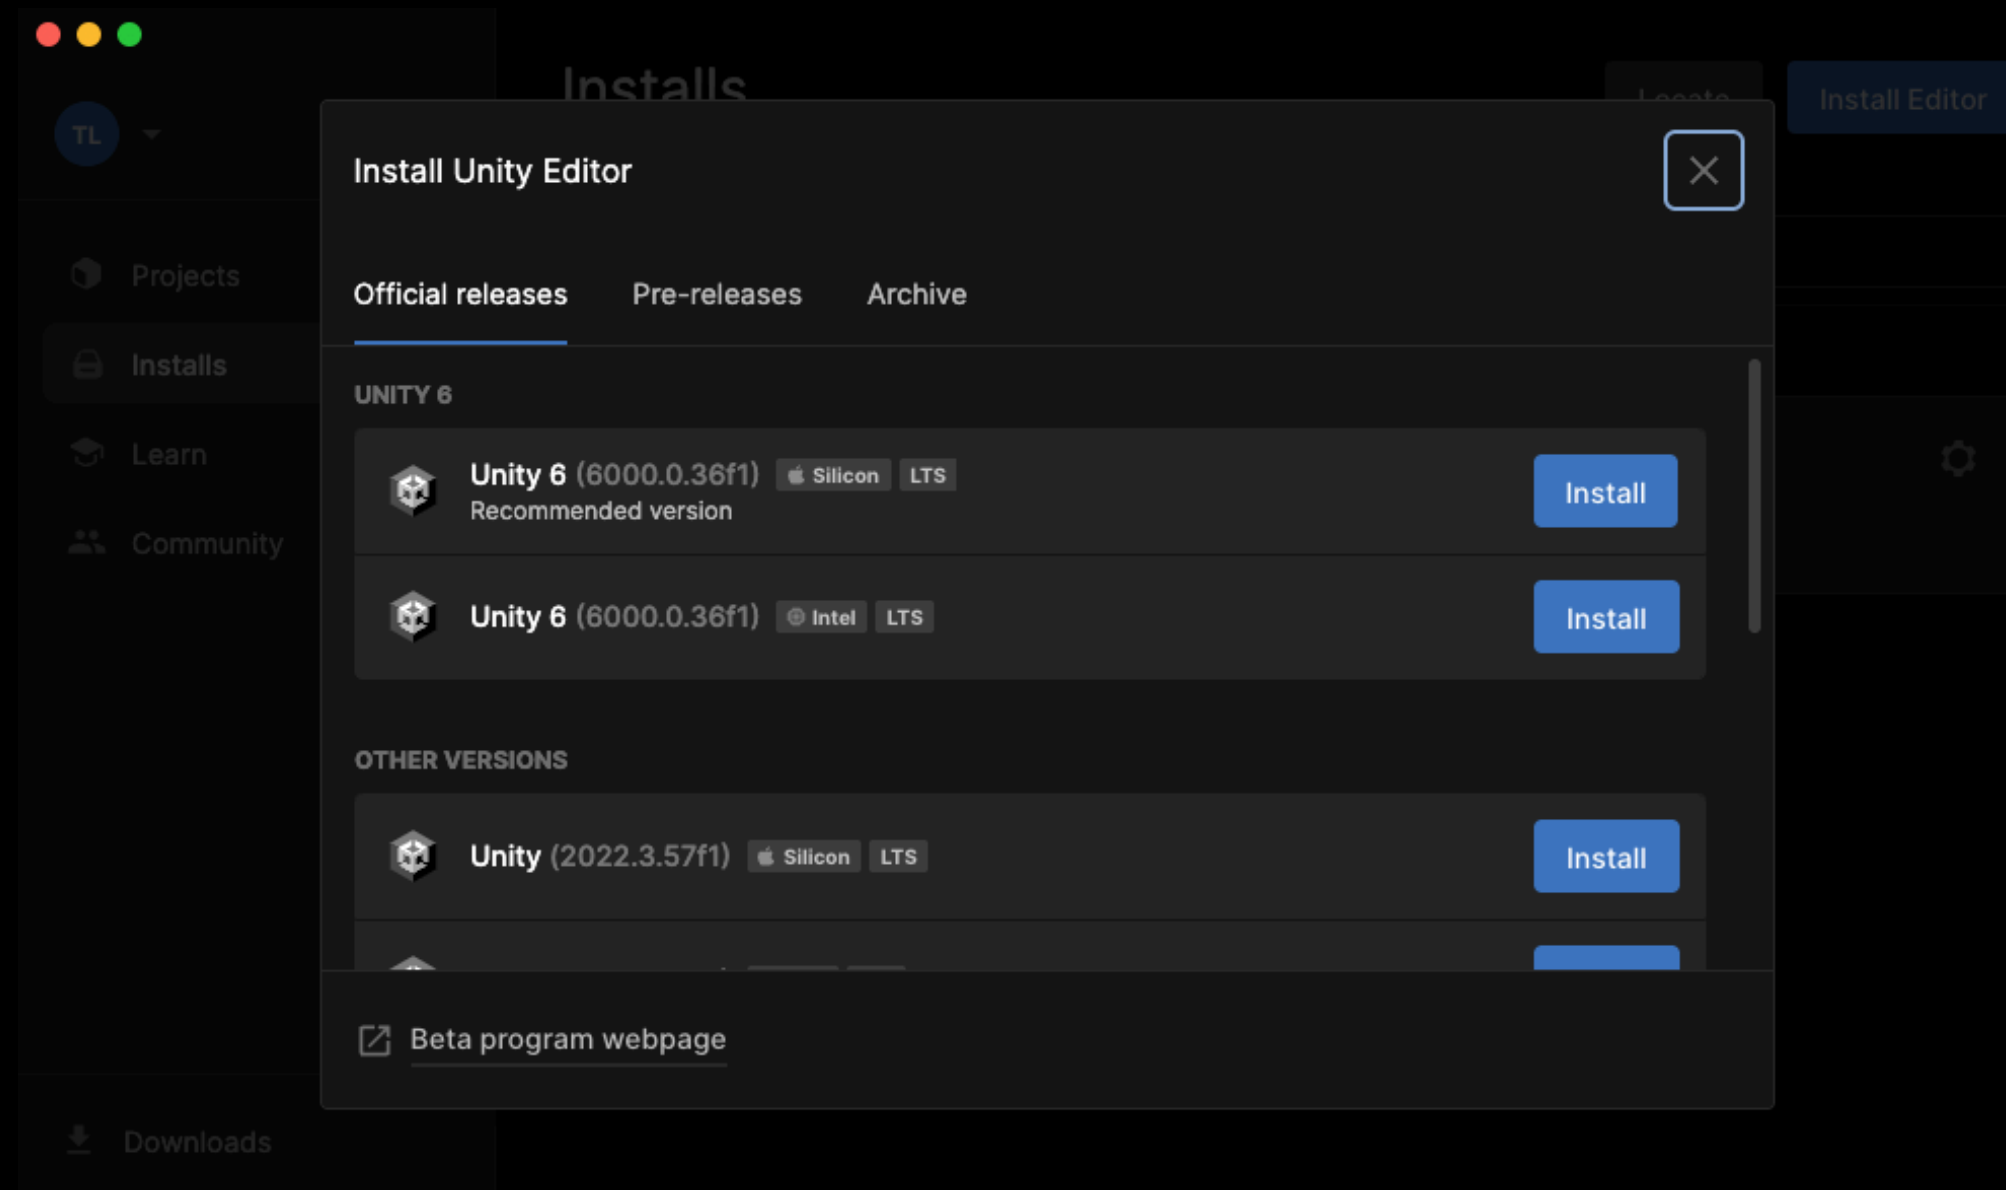 Installs
Install Editor
TL
Install Unity Editor
Projects
Installs
Learn
Community
Downloads
Official releases Pre-releases Archive
UNITY 6
Unity 6 (6000.0.36f1) Silicon LTS
Recommended version
Install
Unity 6 (6000.0.36f1) Intel LTS
Install
OTHER VERSIONS
Unity (2022.3.57f1) Silicon LTS
Install
Beta program webpage